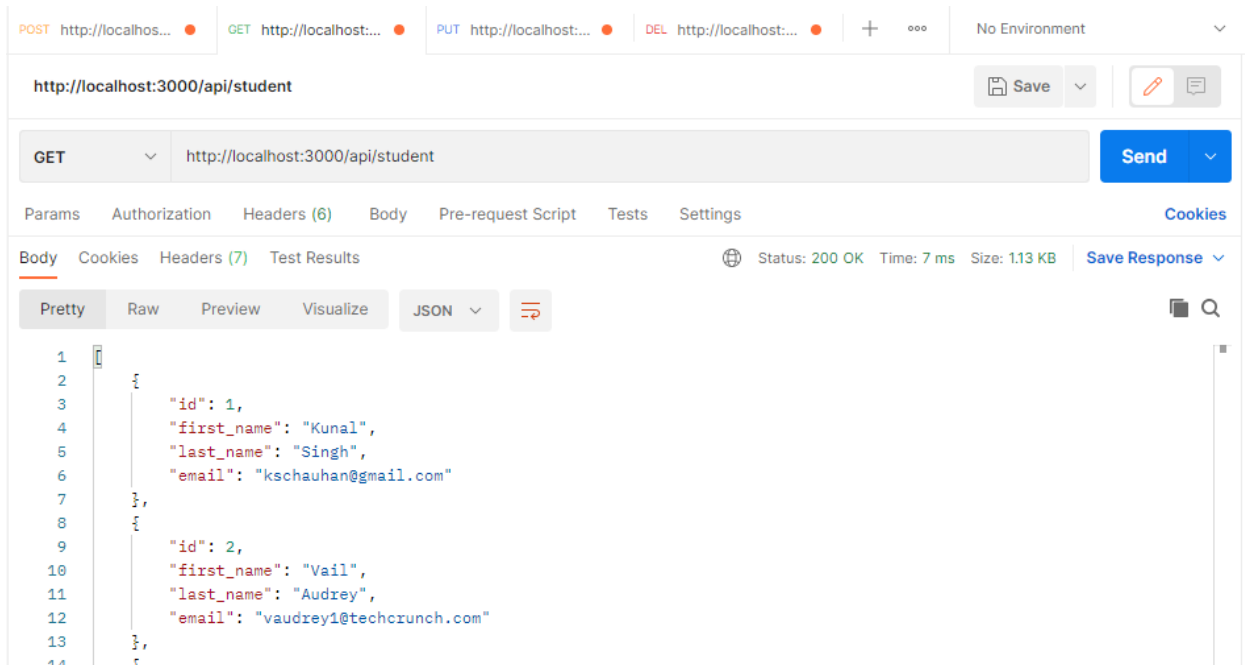 POST http://localhos... GET http://localhost:... PUT http://localhost:... DEL http://localhost:... + ooo No Environment
http://localhost:3000/api/student Save
GET http://localhost:3000/api/student Send
Params Authorization Headers (6) Body Pre-request Script Tests Settings Cookies
Body Cookies Headers (7) Test Results Status: 200 OK Time: 7 ms Size: 1.13 KB Save Response
Pretty Raw Preview Visualize JSON
1 [
2 {
3 "id": 1,
4 "first_name": "Kunal",
5 "last_name": "Singh",
6 "email": "kschauhan@gmail.com"
7 },
8 {
9 "id": 2,
10 "first_name": "Vail",
11 "last_name": "Audrey",
12 "email": "vaudrey1@techcrunch.com"
13 },
14 {